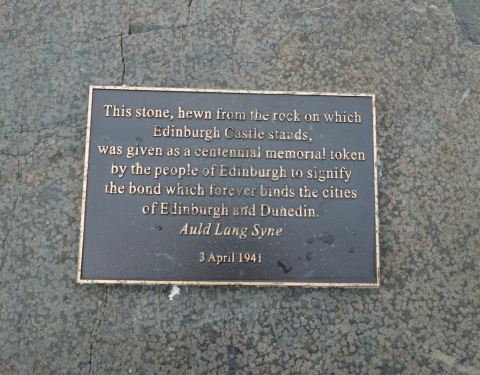 This stone, hewn from the rock on which
Edinburgh Castle stands,
was given as a centennial memorial token
by the people of Edinburgh to signify
the bond which forever binds the cities
of Edinburgh and Dunedin.
Auld Lang Syne
3 April 1941